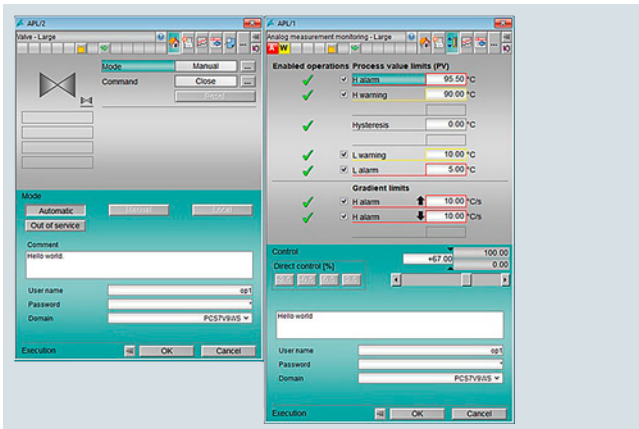 APL/2
Valve - Large
Mode Manual ...
Command Close ...
Mode
Automatic Manual Local
Out of service
Comment
Hello world.
User name op1
Password *
Domain PCS7V9WS
Execution OK Cancel
APL/1
Analog measurement monitoring - Large
A W
Enabled operations Process value limits (PV)
H alarm 95.50 °C
H warning 90.00 °C
Hysteresis 0.00 °C
L warning 10.00 °C
L alarm 5.00 °C
Gradient limits
H alarm 10.00 °C/s
H alarm 10.00 °C/s
Control
+67.00 100.00
0.00
Direct control [%]
Hello world
User name op1
Password *
Domain PCS7V9WS
Execution OK Cancel